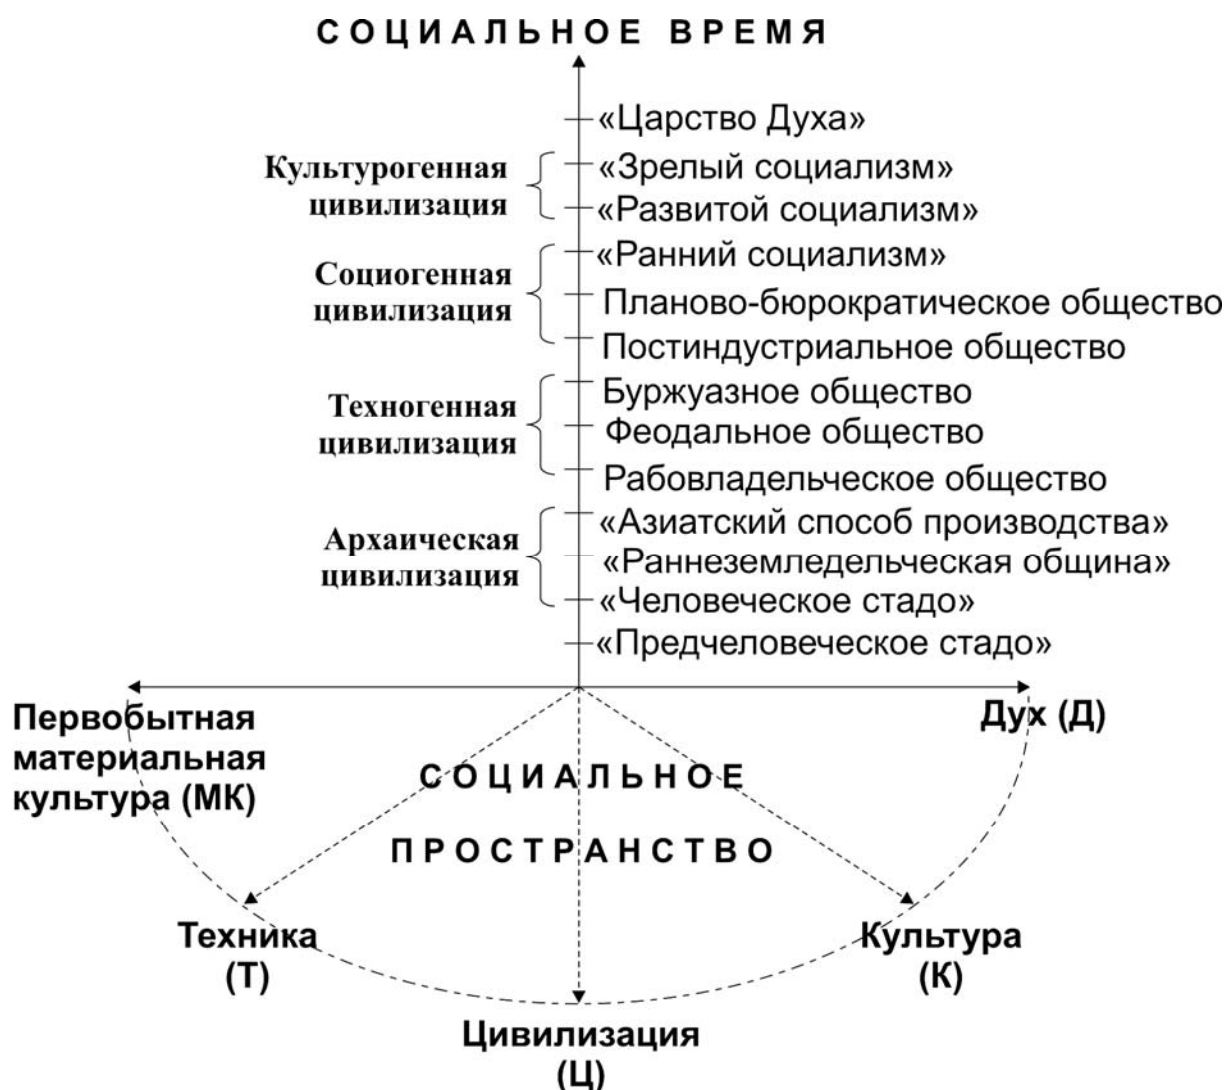 СОЦИАЛЬНОЕ ВРЕМЯ
«Царство Духа»
Культурогенная
цивилизация
«Зрелый социализм»
«Развитой социализм»
Социогенная
цивилизация
«Ранний социализм»
Планово-бюрократическое общество
Постиндустриальное общество
Техногенная
цивилизация
Буржуазное общество
Феодальное общество
Рабовладельческое общество
Архаическая
цивилизация
«Азиатский способ производства»
«Раннеземледельческая община»
«Человеческое стадо»
«Предчеловеческое стадо»
Первобытная
материальная
культура (МК)
Дух (Д)
СОЦИАЛЬНОЕ
ПРОСТРАНСТВО
Техника
(Т)
Культура
(К)
Цивилизация
(Ц)